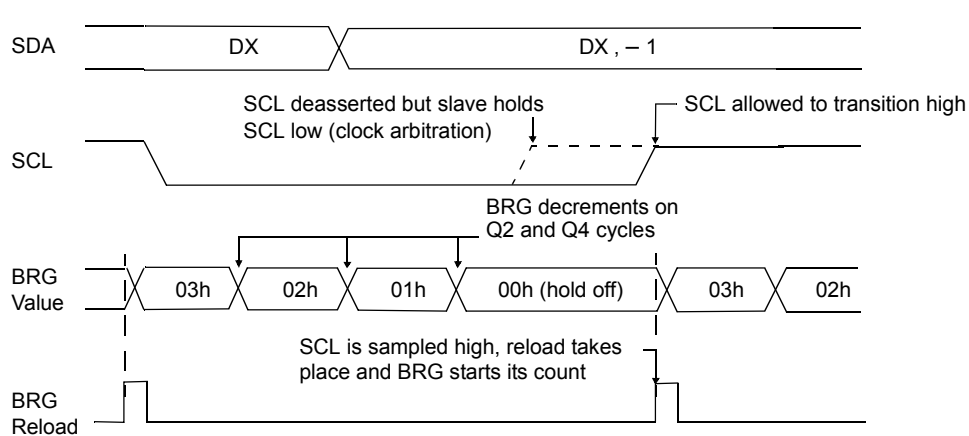 SDA
DX
DX , – 1
SCL deasserted but slave holds
SCL low (clock arbitration)
SCL allowed to transition high
SCL
BRG decrements on
Q2 and Q4 cycles
BRG
Value
03h
02h
01h
00h (hold off)
03h
02h
SCL is sampled high, reload takes
place and BRG starts its count
BRG
Reload